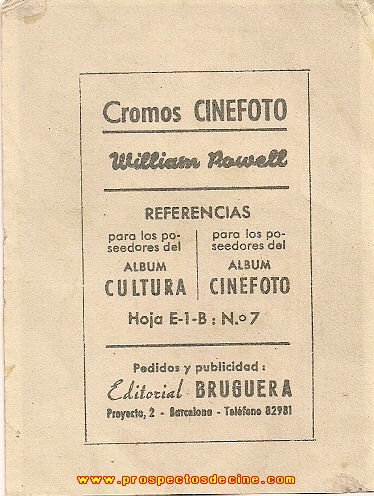 Cromos CINEFOTO
William Powell
REFERENCIAS
para los po-
seedores del
ALBUM
CULTURA
para los po-
seedores del
ALBUM
CINEFOTO
Hoja E-1-B : N.o 7
Pedidos y publicidad :
Editorial BRUGUERA
Proyecto, 2 - Barcelona - Teléfono 82981
www.prospectosdecine.com